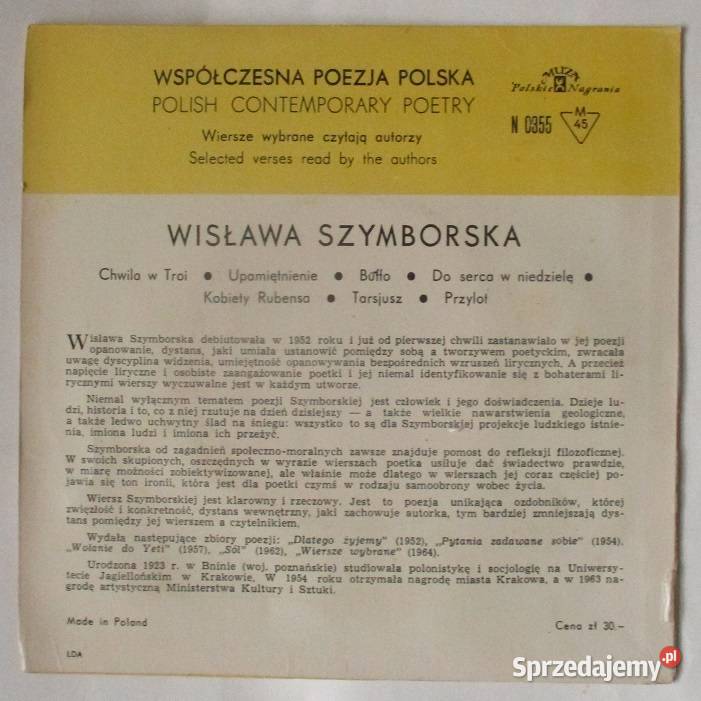 WSPÓŁCZESNA POEZJA POLSKA
POLISH CONTEMPORARY POETRY
Wiersze wybrane czytają autorzy
Selected verses read by the authors
MUZA
Polskie Nagrania
N 0355
M
45
WISŁAWA SZYMBORSKA
Chwila w Troi ● Upamiętnienie ● Buffo ● Do serca w niedzielę ●
Kobiety Rubensa ● Tarsjusz ● Przylot
Wisława Szymborska debiutowała w 1952 roku i już od pierwszej chwili zastanawiało w jej poezji
opanowanie, dystans, jaki umiała ustanowić pomiędzy sobą a tworzywem poetyckim, zwracała
uwagę dyscyplina widzenia, umiejętność opanowywania bezpośrednich wzruszeń lirycznych. A przecież
napięcie liryczne i osobiste zaangażowanie poetki i jej niemal identyfikowanie się z bohaterami li-
rycznymi wierszy wyczuwalne jest w każdym utworze.
Niemal wyłącznym tematem poezji Szymborskiej jest człowiek i jego doświadczenia. Dzieje lu-
dzi, historia i to, co z niej rzutuje na dzień dzisiejszy — a także wielkie nawarstwienia geologiczne,
a także ledwo uchwytny ślad na śniegu: wszystko to są dla Szymborskiej projekcje ludzkiego istnie-
nia, imiona ludzi i imiona ich przeżyć.
Szymborska od zagadnień społeczno-moralnych zawsze znajduje pomost do refleksji filozoficznej.
W swoich skupionych, oszczędnych w wyrazie wierszach poetka usiłuje dać świadectwo prawdzie,
w miarę możności zobiektywizowanej, ale właśnie może dlatego w wierszach jej coraz częściej po-
jawia się ton ironii, która jest dla poetki czymś w rodzaju samoobrony wobec życia.
Wiersz Szymborskiej jest klarowny i rzeczowy. Jest to poezja unikająca ozdobników, której
zwięzłość i konkretność, dystans wewnętrzny, jaki zachowuje autorka, tym bardziej zmniejszają dys-
tans pomiędzy jej wierszem a czytelnikiem.
Wydała następujące zbiory poezji: „Dlatego żyjemy" (1952), „Pytania zadawane sobie" (1954),
„Wołanie do Yeti" (1957), „Sól" (1962), „Wiersze wybrane" (1964).
Urodzona 1923 r. w Bninie (woj. poznańskie) studiowała polonistykę i socjologię na Uniwersy-
tecie Jagiellońskim w Krakowie. W 1954 roku otrzymała nagrodę miasta Krakowa, a w 1963 na-
grodę artystyczną Ministerstwa Kultury i Sztuki.
Made in Poland
Cena zł 30.-
ŁDA
Sprzedajemy.pl